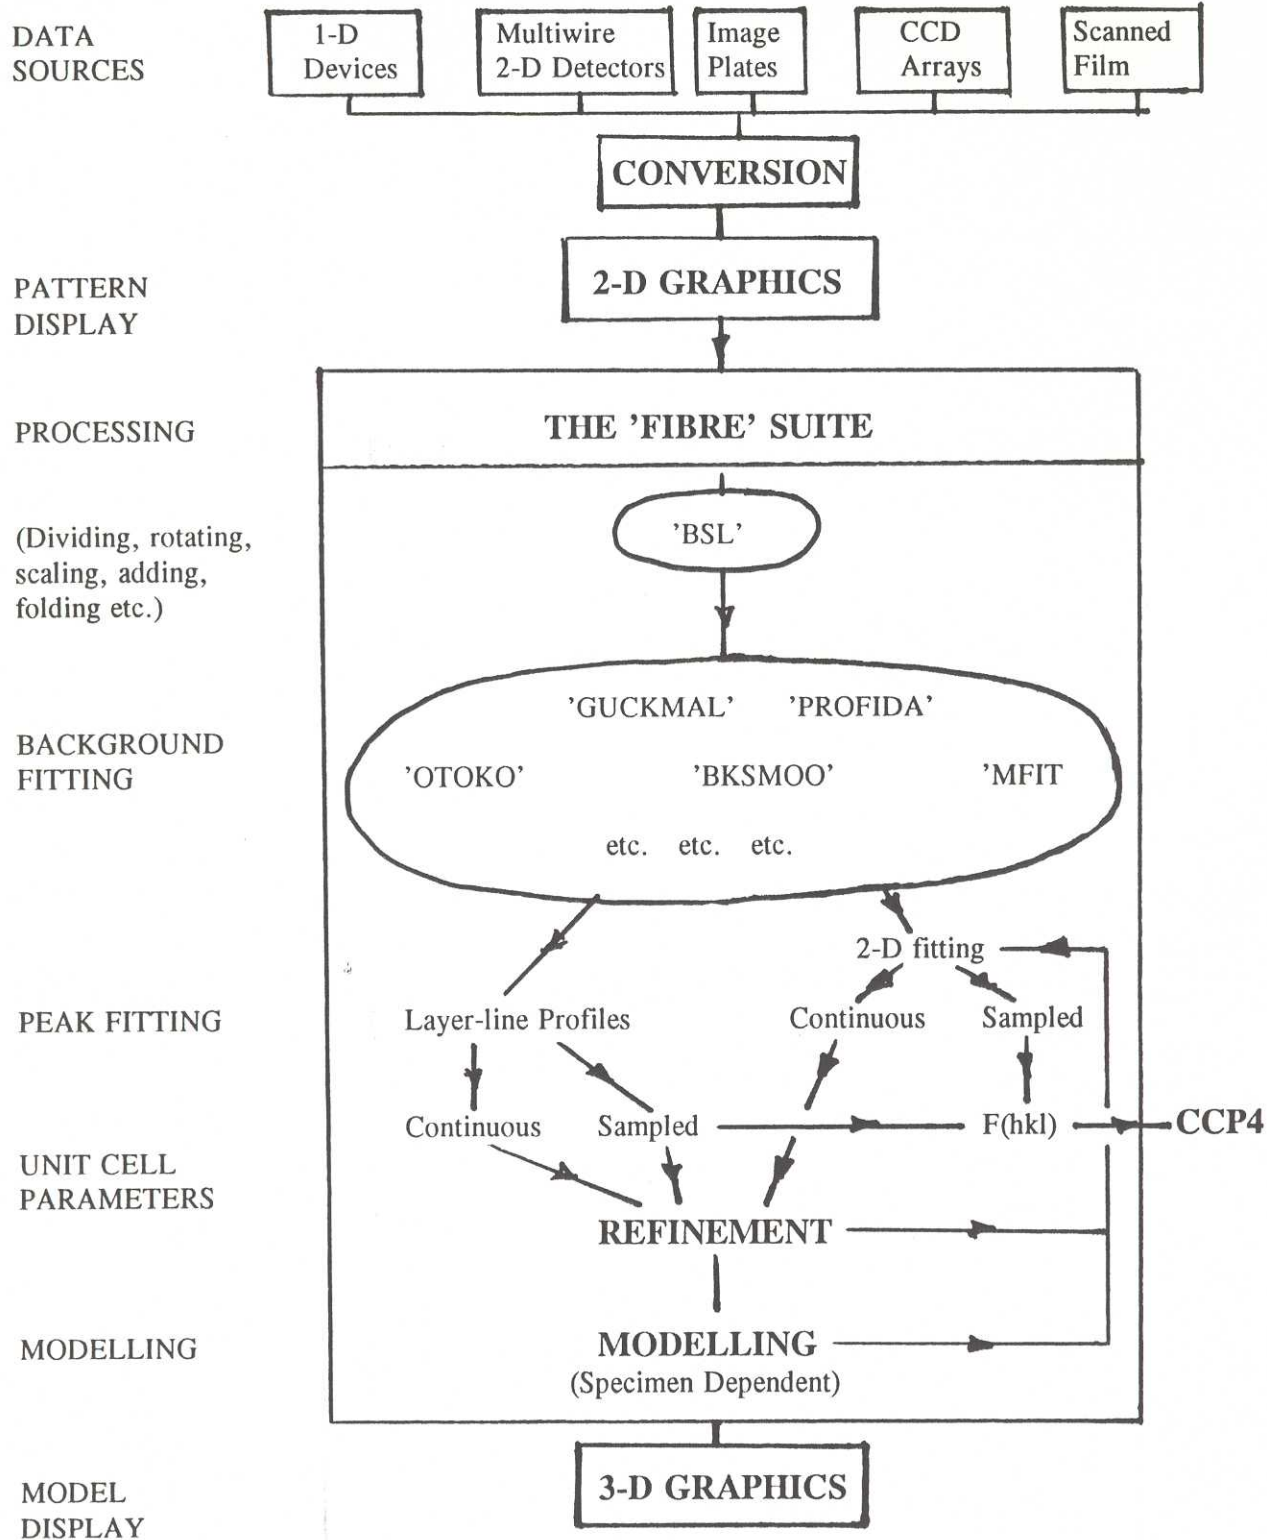 DATA
SOURCES
1-D
Devices
Multiwire
2-D Detectors
Image
Plates
CCD
Arrays
Scanned
Film
CONVERSION
PATTERN
DISPLAY
2-D GRAPHICS
PROCESSING
THE 'FIBRE' SUITE
(Dividing, rotating,
scaling, adding,
folding etc.)
'BSL'
BACKGROUND
FITTING
'GUCKMAL' 'PROFIDA'
'OTOKO' 'BKSMOO' 'MFIT
etc. etc. etc.
2-D fitting
PEAK FITTING
Layer-line Profiles
Continuous Sampled
Continuous Sampled F(hkl) CCP4
UNIT CELL
PARAMETERS
REFINEMENT
MODELLING
MODELLING
(Specimen Dependent)
MODEL
DISPLAY
3-D GRAPHICS